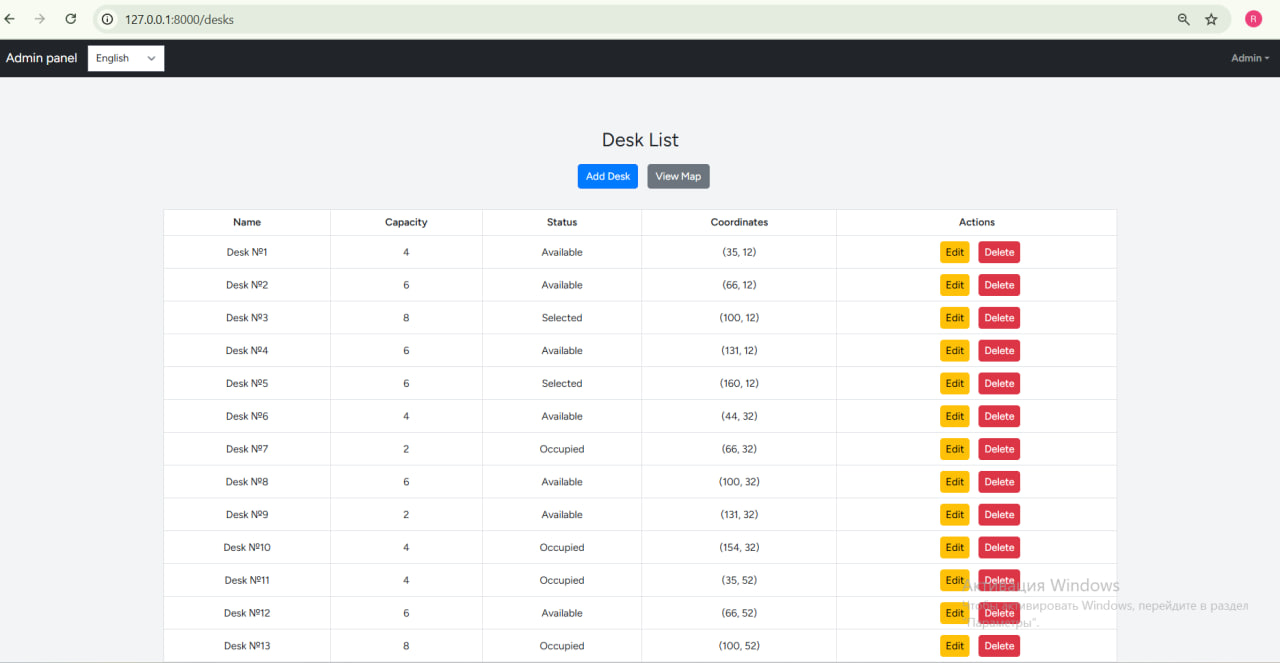 127.0.0.1:8000/desks
R
Admin panel English Admin
Desk List
Add Desk View Map
Name Capacity Status Coordinates Actions
Desk №1 4 Available (35, 12) Edit Delete
Desk №2 6 Available (66, 12) Edit Delete
Desk №3 8 Selected (100, 12) Edit Delete
Desk №4 6 Available (131, 12) Edit Delete
Desk №5 6 Selected (160, 12) Edit Delete
Desk №6 4 Available (44, 32) Edit Delete
Desk №7 2 Occupied (66, 32) Edit Delete
Desk №8 6 Available (100, 32) Edit Delete
Desk №9 2 Available (131, 32) Edit Delete
Desk №10 4 Occupied (154, 32) Edit Delete
Desk №11 4 Occupied (35, 52) Edit Delete
Desk №12 6 Available (66, 52) Edit Delete
Desk №13 8 Occupied (100, 52) Edit Delete
Активация Windows
Чтобы активировать Windows, перейдите в раздел
"Параметры".